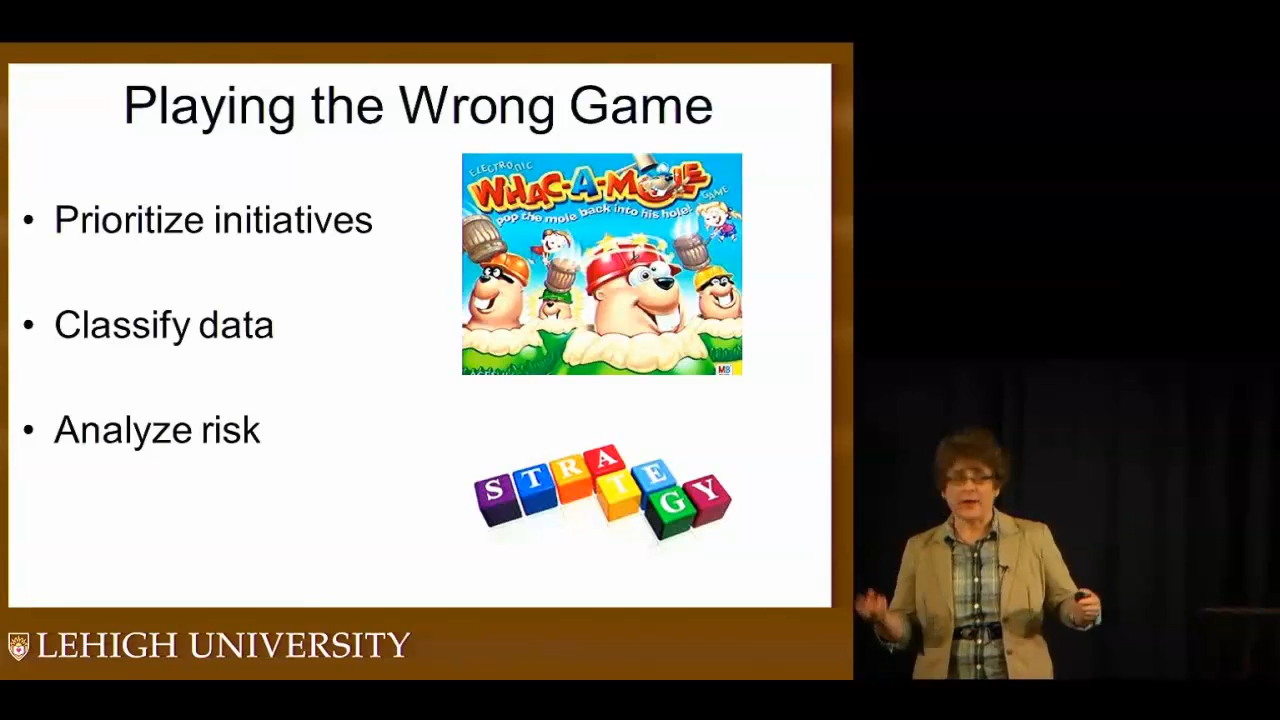 Playing the Wrong Game
• Prioritize initiatives
• Classify data
• Analyze risk
ELECTRONIC
WHAC-A-MOLE
GAME
pop the mole back into his hole!
MB
STRATEGY
LEHIGH UNIVERSITY